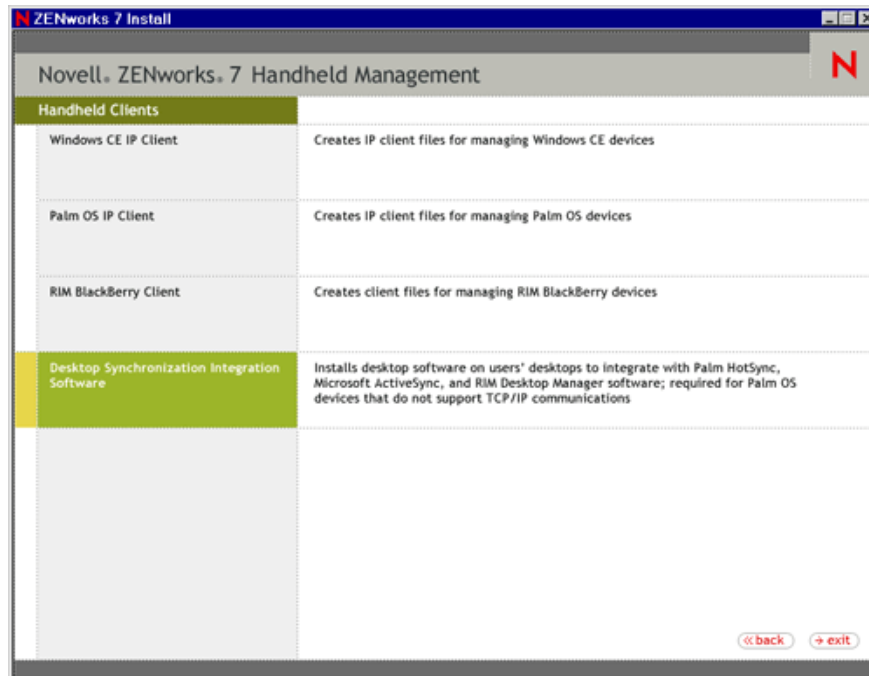 ZENworks 7 Install
Novell. ZENworks. 7 Handheld Management
N
Handheld Clients
Windows CE IP Client
Creates IP client files for managing Windows CE devices
Palm OS IP Client
Creates IP client files for managing Palm OS devices
RIM BlackBerry Client
Creates client files for managing RIM BlackBerry devices
Desktop Synchronization Integration
Software
Installs desktop software on users' desktops to integrate with Palm HotSync,
Microsoft ActiveSync, and RIM Desktop Manager software; required for Palm OS
devices that do not support TCP/IP communications
back
exit